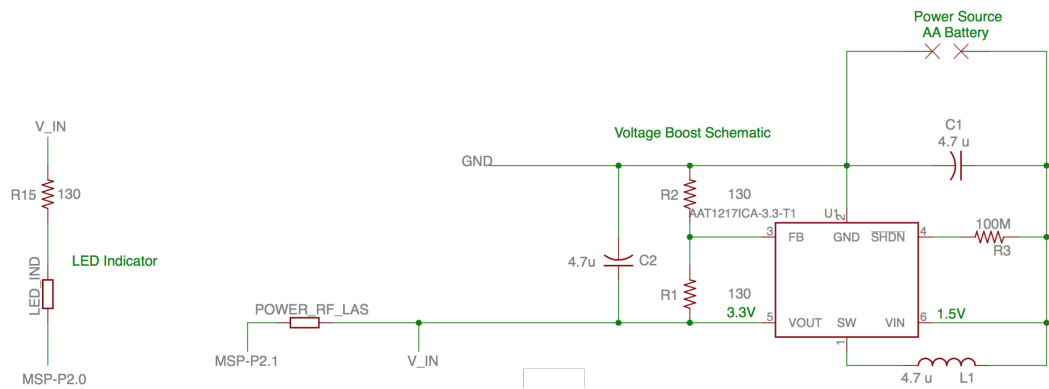 Power Source
AA Battery
V_IN
Voltage Boost Schematic
C1
4.7 u
GND
R15
130
R2
130
AAT1217ICA-3.3-T1
U1
2
100M
3
FB
GND
SHDN
4
R3
LED Indicator
4.7u
C2
LED_IND
R1
130
POWER_RF_LAS
3.3V
5
VOUT
SW
VIN
6
1.5V
MSP-P2.1
V_IN
1
MSP-P2.0
4.7 u
L1